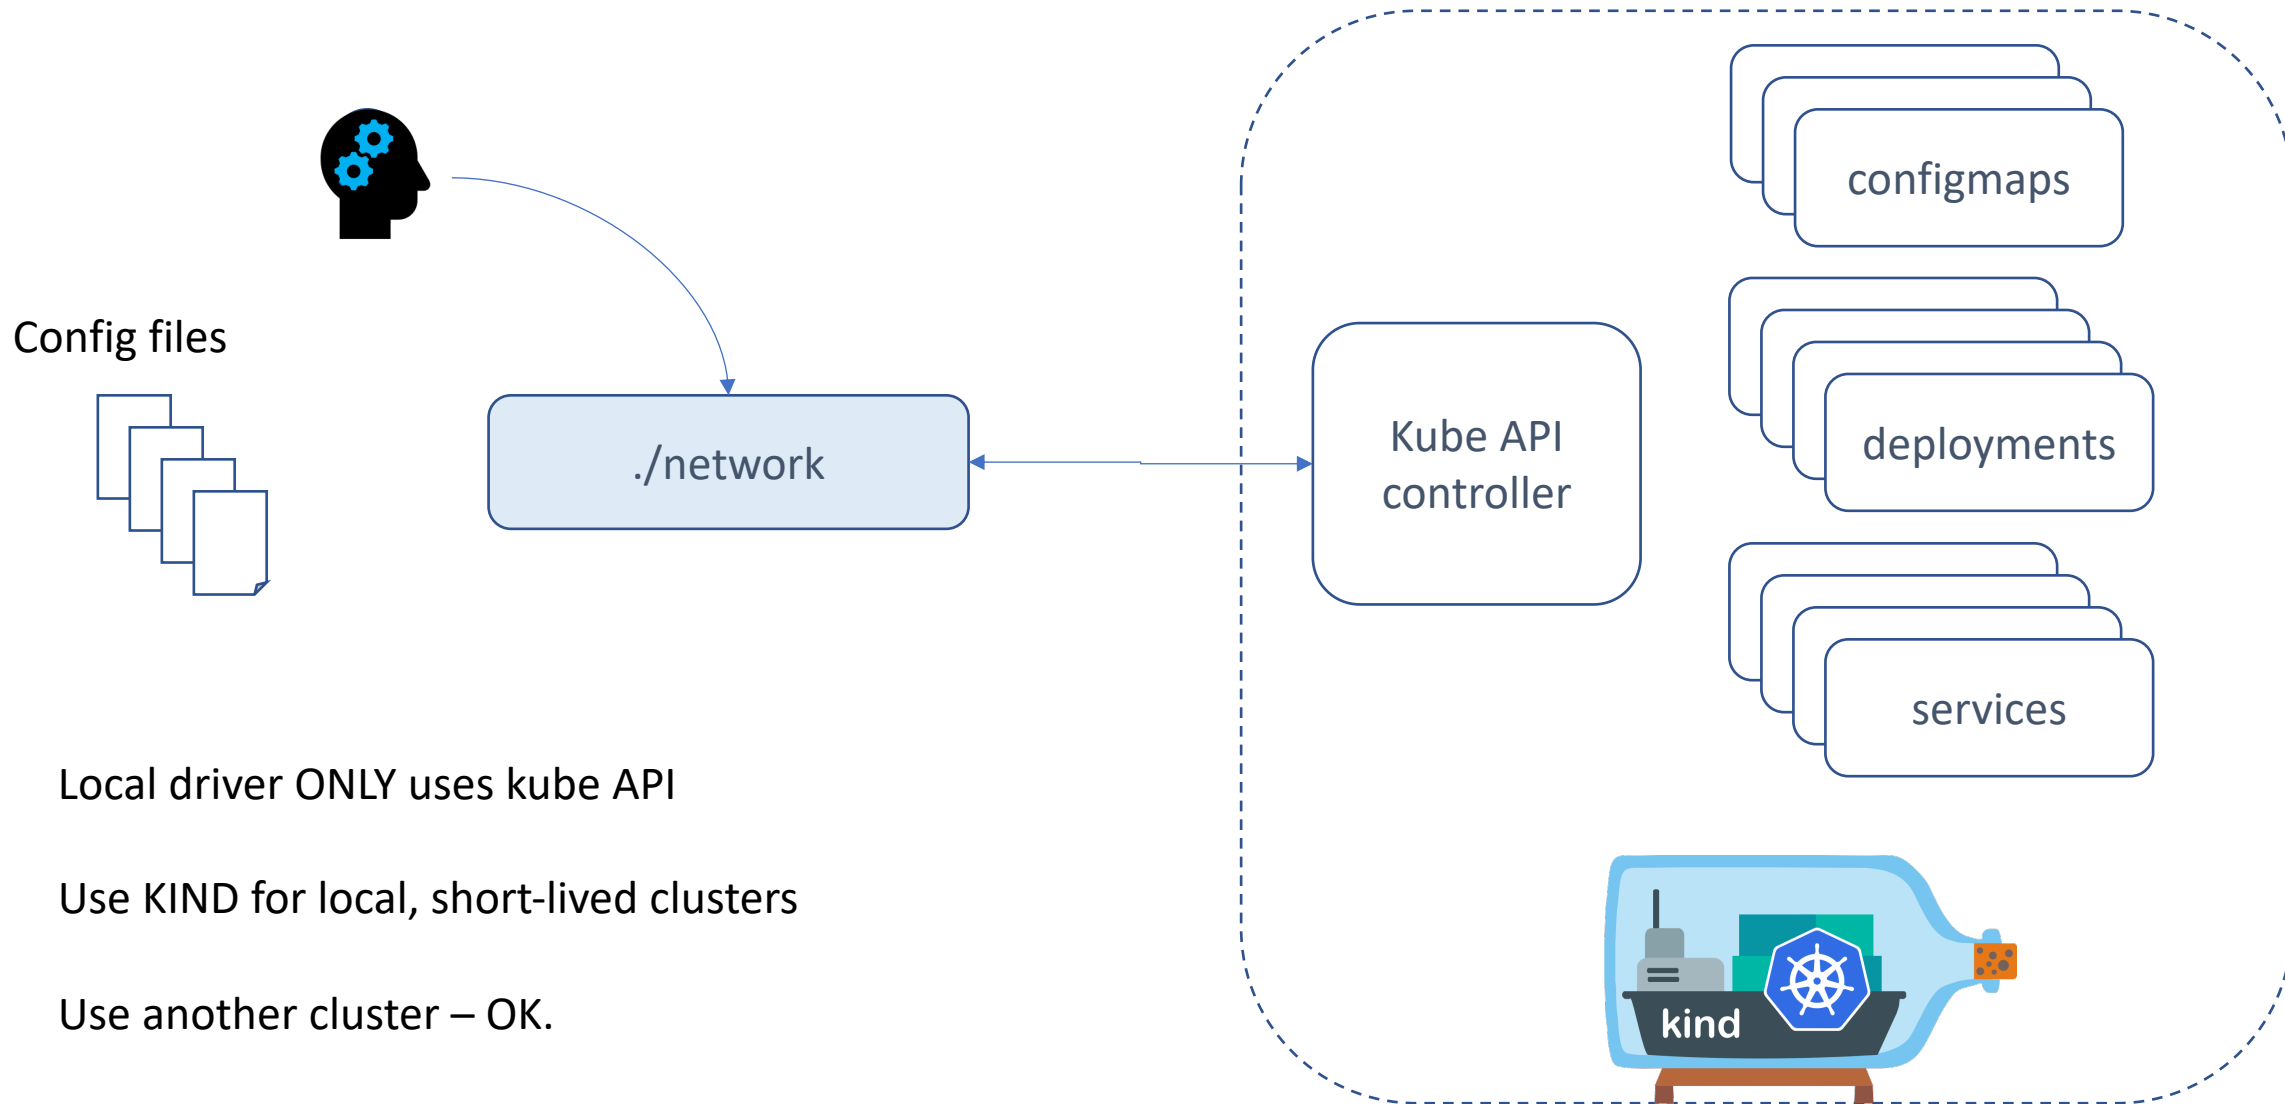 configmaps
Config files
./network
Kube API
controller
deployments
services
Local driver ONLY uses kube API
Use KIND for local, short-lived clusters
Use another cluster – OK.
kind